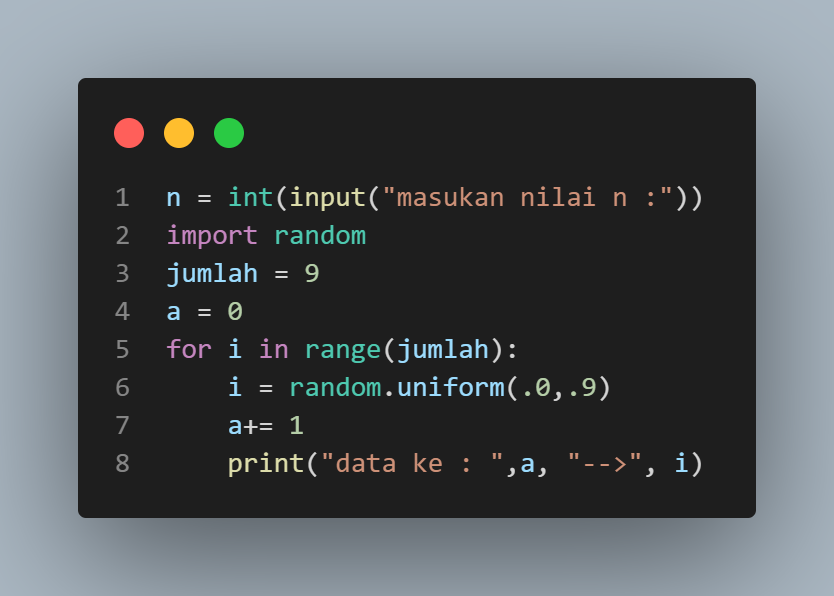 1 n = int(input("masukan nilai n :"))
2 import random
3 jumlah = 9
4 a = 0
5 for i in range(jumlah):
6     i = random.uniform(.0,.9)
7     a+= 1
8     print("data ke : ",a, "-->", i)